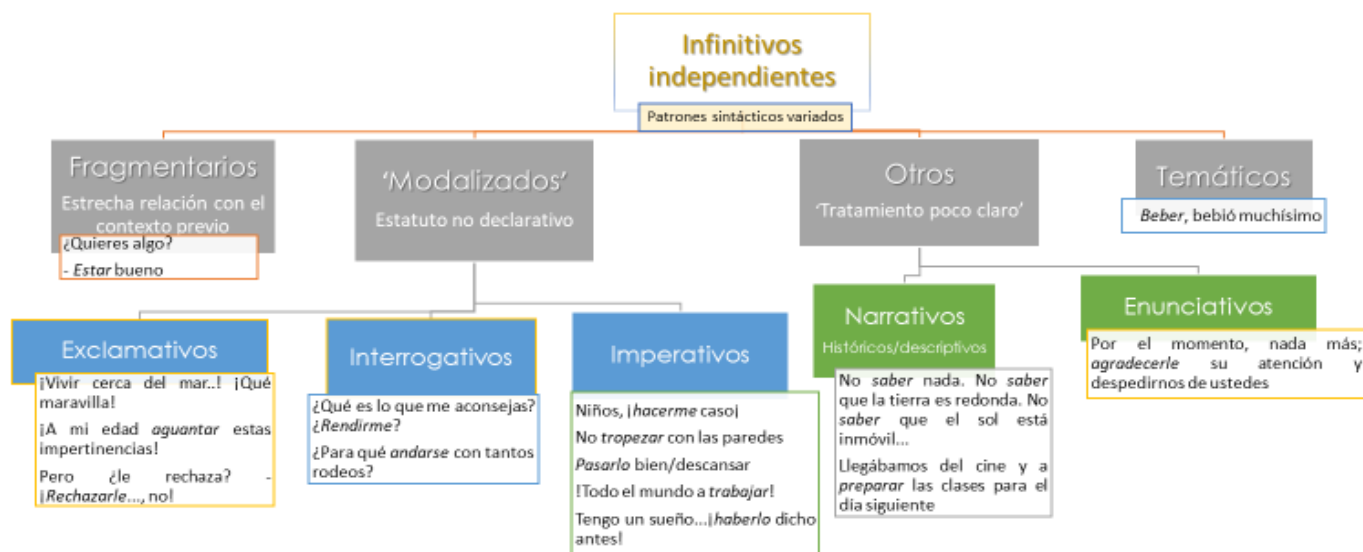 Infinitivos
independientes
Patrones sintácticos variados
Fragmentarios
Estrecha relación con el
contexto previo
¿Quieres algo?
- Estar bueno
'Modalizados'
Estatuto no declarativo
Otros
'Tratamiento poco claro'
Temáticos
Beber, bebió muchísimo
Exclamativos
¡Vivir cerca del mar..! ¡Qué
maravilla!
¡A mi edad aguantar estas
impertinencias!
Pero ¿le rechaza? -
¡Rechazarle..., no!
Interrogativos
¿Qué es lo que me aconsejas?
¿Rendirme?
¿Para qué andarse con tantos
rodeos?
Imperativos
Niños, ¡hacerme caso¡
No tropezar con las paredes
Pasarlo bien/descansar
!Todo el mundo a trabajar!
Tengo un sueño...¡haberlo dicho
antes!
Narrativos
Históricos/descriptivos
No saber nada. No saber
que la tierra es redonda. No
saber que el sol está
inmóvil...
Llegábamos del cine y a
preparar las clases para el
día siguiente
Enunciativos
Por el momento, nada más;
agradecerle su atención y
despedirnos de ustedes